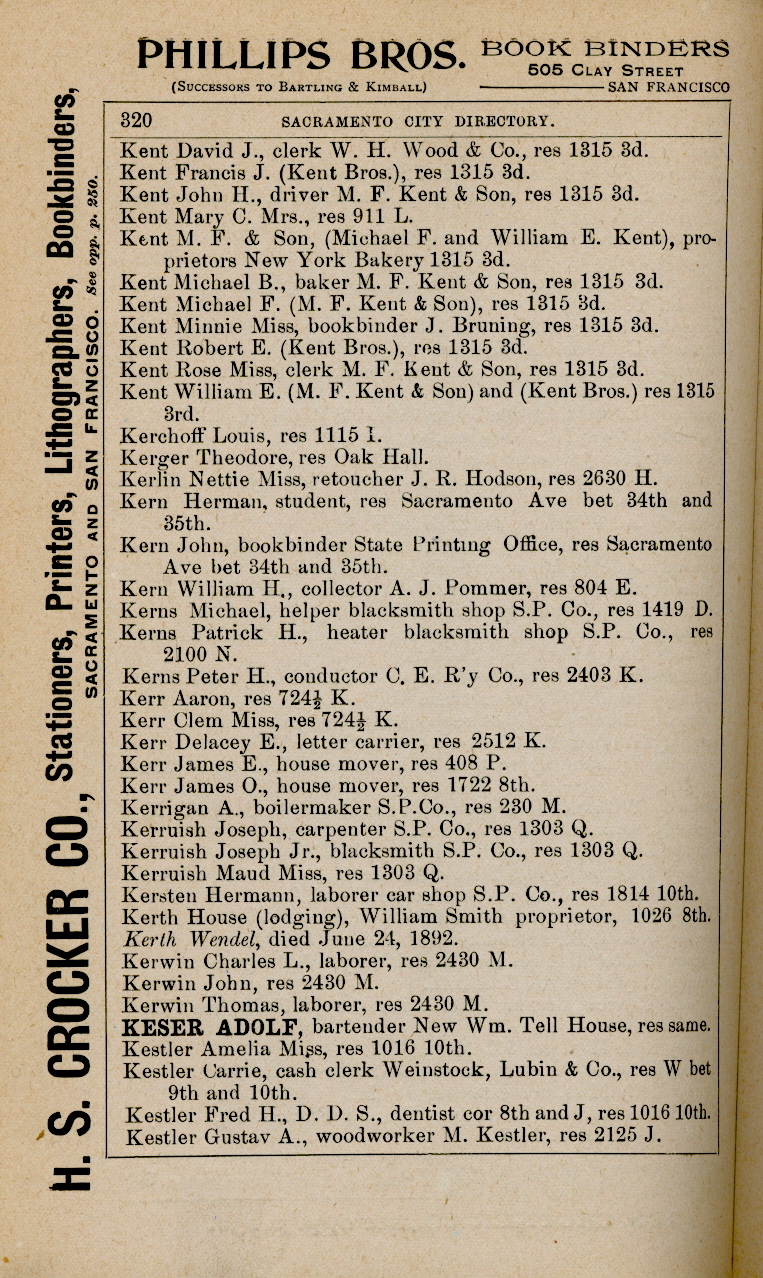 PHILLIPS BROS. BOOK BINDERS
505 CLAY STREET
(SUCCESSORS TO BARTLING & KIMBALL) SAN FRANCISCO
H. S. CROCKER CO., Stationers, Printers, Lithographers, Bookbinders,
SACRAMENTO AND SAN FRANCISCO. See opp. p. 250.
320 SACRAMENTO CITY DIRECTORY.
Kent David J., clerk W. H. Wood & Co., res 1315 3d.
Kent Francis J. (Kent Bros.), res 1315 3d.
Kent John H., driver M. F. Kent & Son, res 1315 3d.
Kent Mary C. Mrs., res 911 L.
Kent M. F. & Son, (Michael F. and William E. Kent), pro-
prietors New York Bakery 1315 3d.
Kent Michael B., baker M. F. Kent & Son, res 1315 3d.
Kent Michael F. (M. F. Kent & Son), res 1315 3d.
Kent Minnie Miss, bookbinder J. Bruning, res 1315 3d.
Kent Robert E. (Kent Bros.), res 1315 3d.
Kent Rose Miss, clerk M. F. Kent & Son, res 1315 3d.
Kent William E. (M. F. Kent & Son) and (Kent Bros.) res 1315
3rd.
Kerchoff Louis, res 1115 I.
Kerger Theodore, res Oak Hall.
Kerlin Nettie Miss, retoucher J. R. Hodson, res 2630 H.
Kern Herman, student, res Sacramento Ave bet 34th and
35th.
Kern John, bookbinder State Printing Office, res Sacramento
Ave bet 34th and 35th.
Kern William H., collector A. J. Pommer, res 804 E.
Kerns Michael, helper blacksmith shop S.P. Co., res 1419 D.
Kerns Patrick H., heater blacksmith shop S.P. Co., res
2100 N.
Kerns Peter H., conductor C. E. R'y Co., res 2403 K.
Kerr Aaron, res 724½ K.
Kerr Clem Miss, res 724½ K.
Kerr Delacey E., letter carrier, res 2512 K.
Kerr James E., house mover, res 408 P.
Kerr James O., house mover, res 1722 8th.
Kerrigan A., boilermaker S.P.Co., res 230 M.
Kerruish Joseph, carpenter S.P. Co., res 1303 Q.
Kerruish Joseph Jr., blacksmith S.P. Co., res 1303 Q.
Kerruish Maud Miss, res 1303 Q.
Kersten Hermann, laborer car shop S.P. Co., res 1814 10th.
Kerth House (lodging), William Smith proprietor, 1026 8th.
Kerth Wendel, died June 24, 1892.
Kerwin Charles L., laborer, res 2430 M.
Kerwin John, res 2430 M.
Kerwin Thomas, laborer, res 2430 M.
KESER ADOLF, bartender New Wm. Tell House, res same.
Kestler Amelia Miss, res 1016 10th.
Kestler Carrie, cash clerk Weinstock, Lubin & Co., res W bet
9th and 10th.
Kestler Fred H., D. D. S., dentist cor 8th and J, res 1016 10th.
Kestler Gustav A., woodworker M. Kestler, res 2125 J.